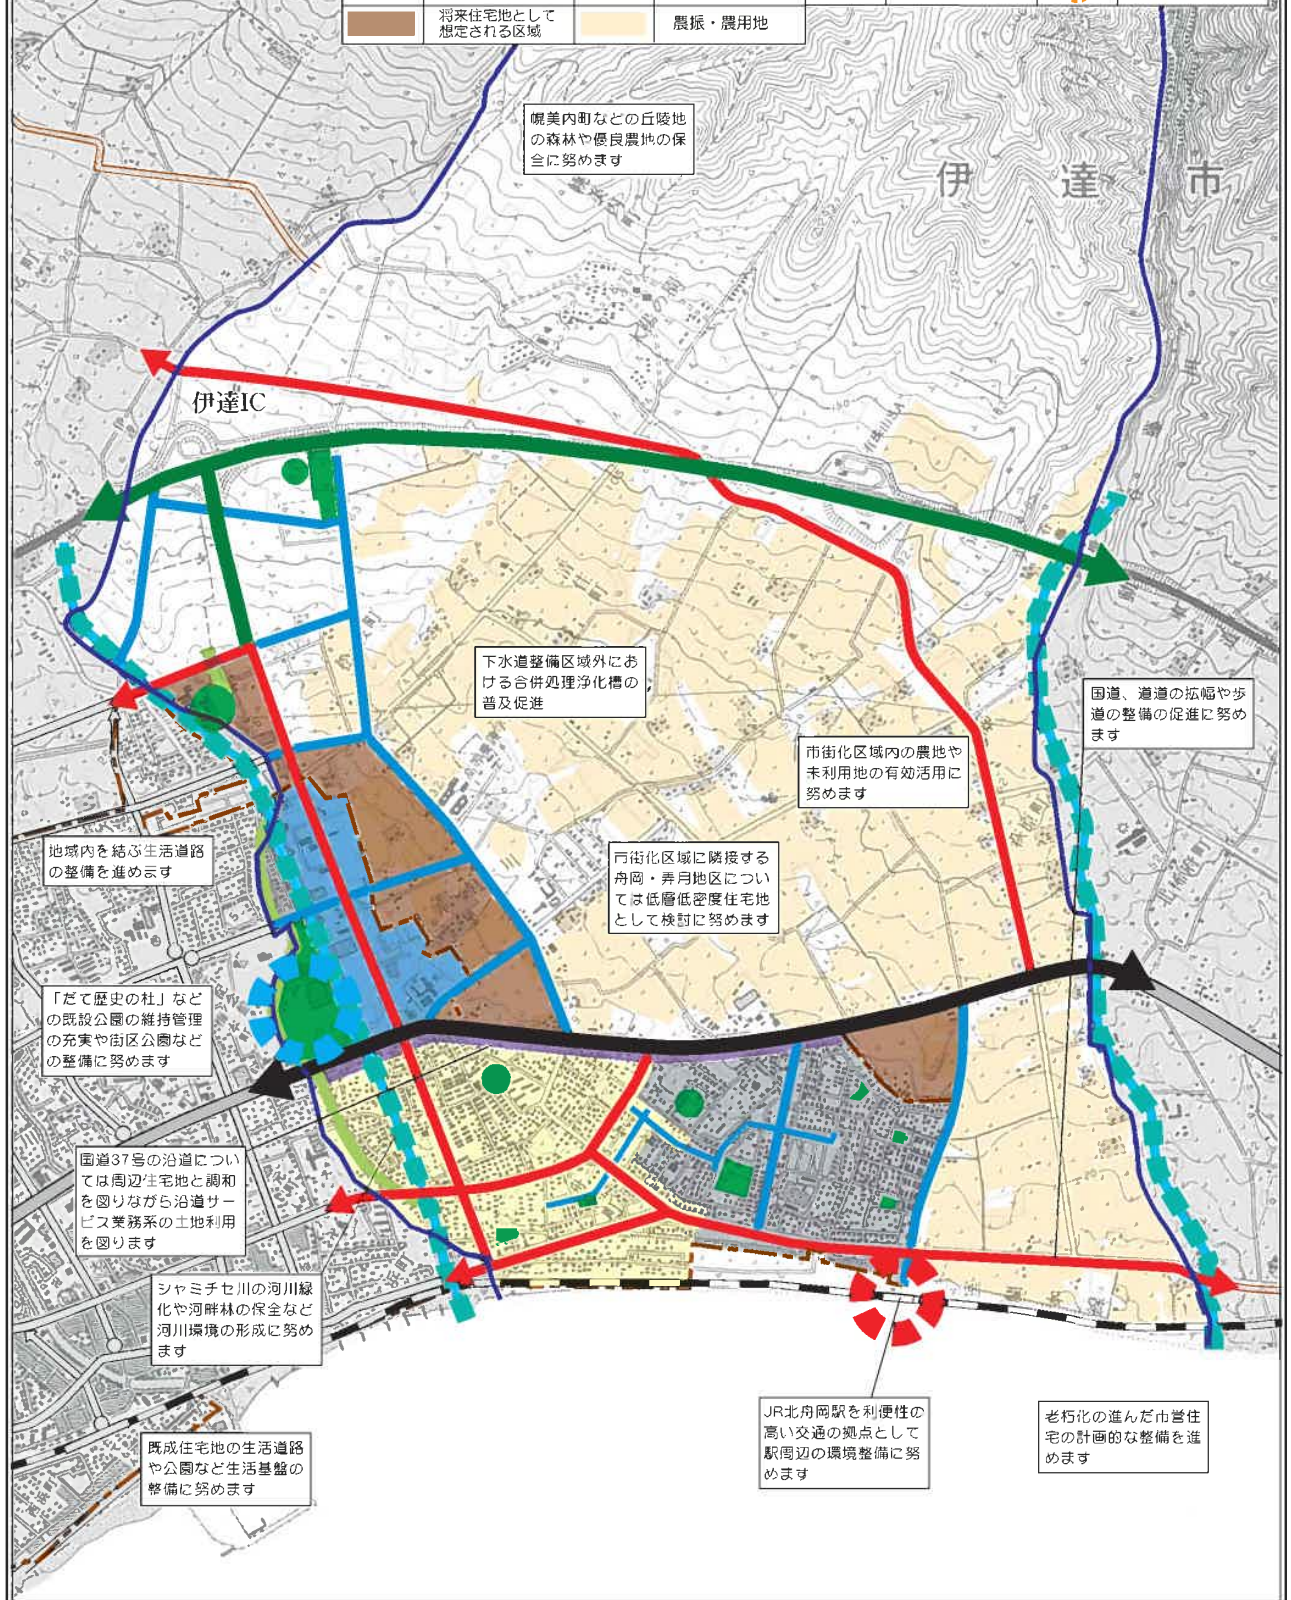 将来住宅地として
想定される区域
農振・農用地
幌美内町などの丘陵地
の森林や優良農地の保
全に努めます
伊達市
伊達IC
下水道整備区域外にお
ける合併処理浄化槽の
普及促進
国道、道道の拡幅や歩
道の整備の促進に努め
ます
市街化区域内の農地や
未利用地の有効活用に
努めます
地域内を結ぶ生活道路
の整備を進めます
市街化区域に隣接する
舟岡・弄月地区につい
ては低層低密度住宅地
として検討に努めます
「だて歴史の杜」など
の既設公園の維持管理
の充実や街区公園など
の整備に努めます
国道37号の沿道につい
ては周辺住宅地と調和
を図りながら沿道サー
ビス業務系の土地利用
を図ります
シャミチセ川の河川緑
化や河畔林の保全など
河川環境の形成に努め
ます
JR北舟岡駅を利便性の
高い交通の拠点として
駅周辺の環境整備に努
めます
老朽化の進んだ市営住
宅の計画的な整備を進
めます
既成住宅地の生活道路
や公園など生活基盤の
整備に努めます